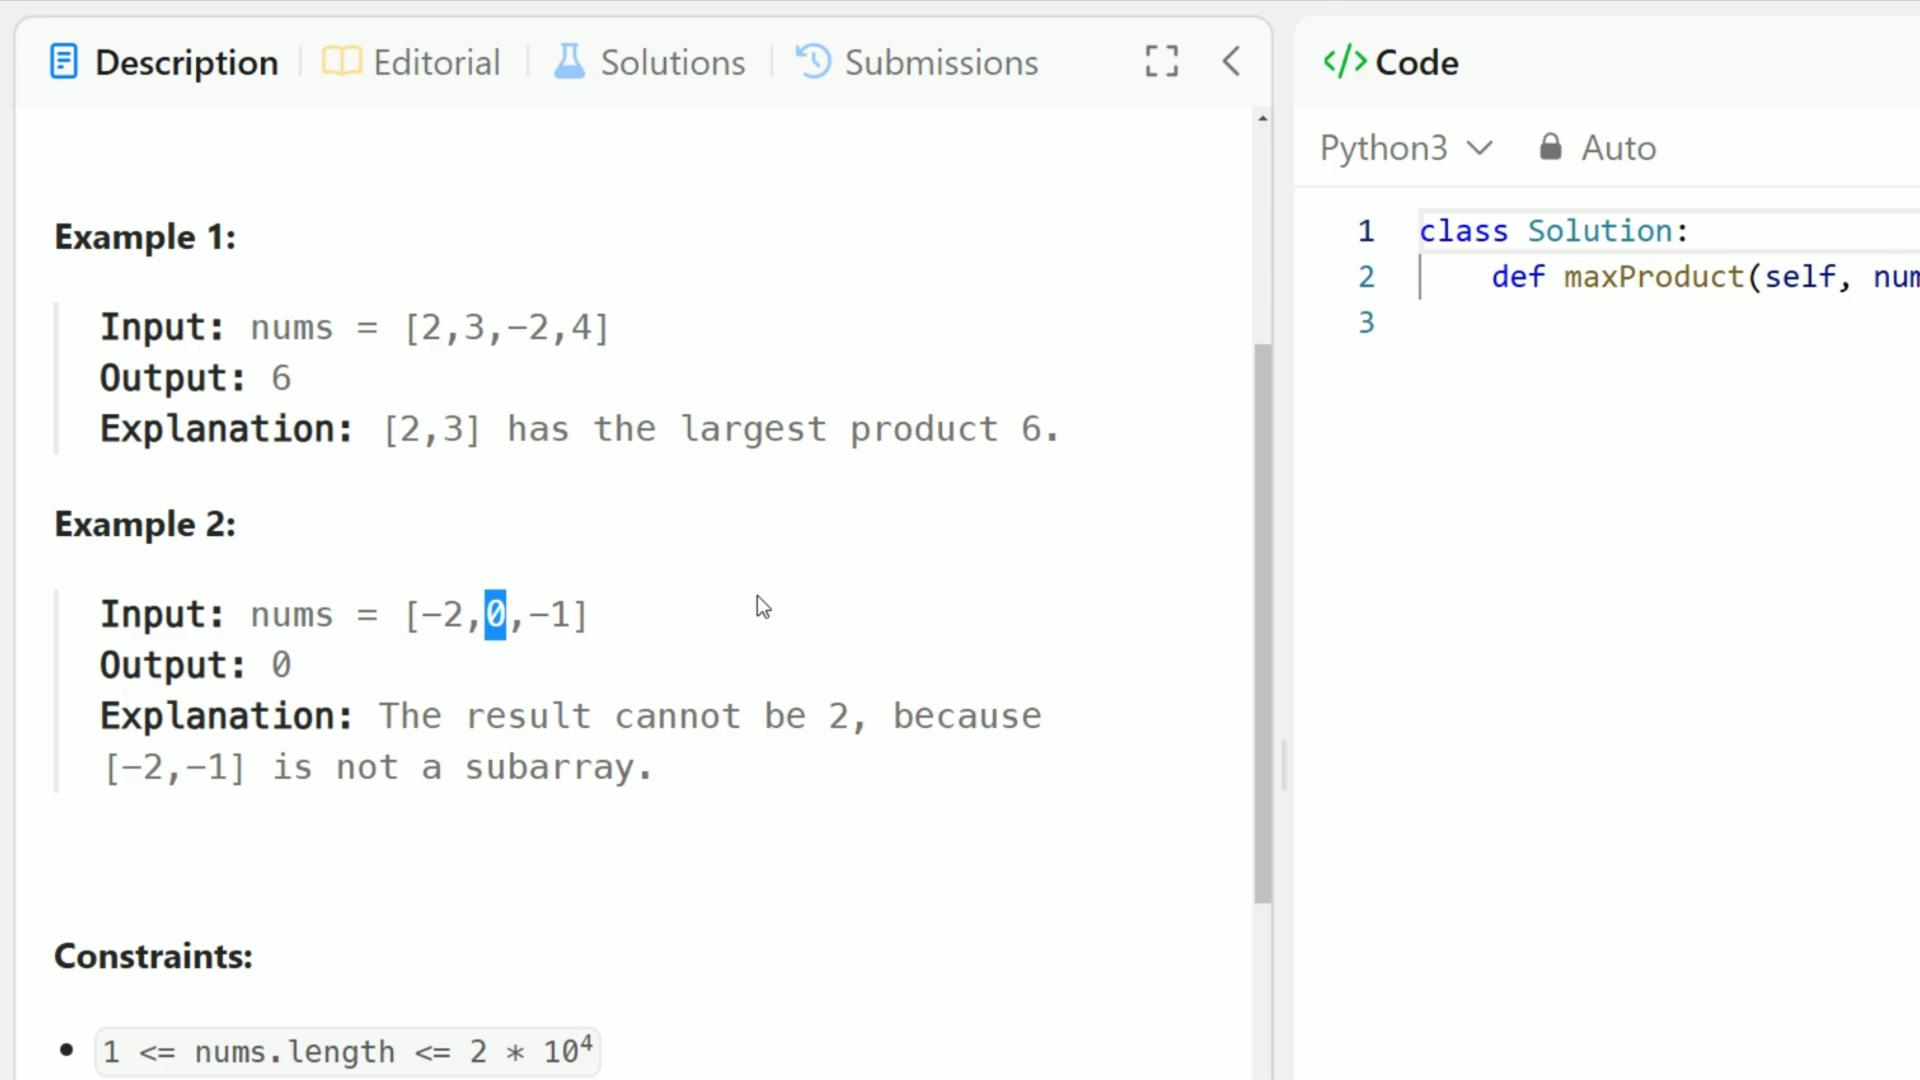 Description Editorial Solutions Submissions
Example 1:
Input: nums = [2,3,-2,4]
Output: 6
Explanation: [2,3] has the largest product 6.
Example 2:
Input: nums = [-2,0,-1]
Output: 0
Explanation: The result cannot be 2, because
[-2,-1] is not a subarray.
Constraints:
• 1 <= nums.length <= 2 * 10⁴
</> Code
Python3 Auto
1 class Solution:
2 def maxProduct(self, num
3